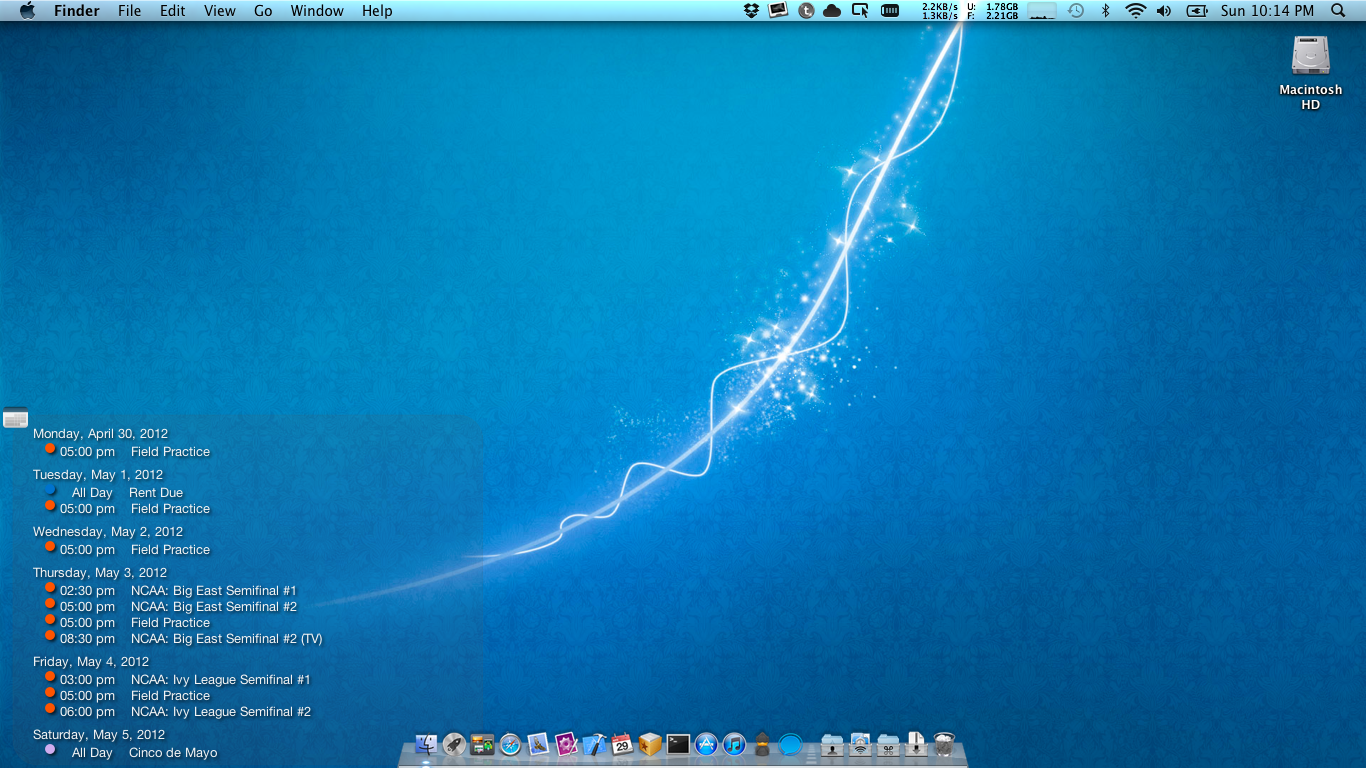 Finder File Edit View Go Window Help 2.2KB/s U: 1.78GB Sun 10:14 PM
1.3KB/s F: 2.21GB
Macintosh
HD
Monday, April 30, 2012
05:00 pm Field Practice
Tuesday, May 1, 2012
All Day Rent Due
05:00 pm Field Practice
Wednesday, May 2, 2012
05:00 pm Field Practice
Thursday, May 3, 2012
02:30 pm NCAA: Big East Semifinal #1
05:00 pm NCAA: Big East Semifinal #2
05:00 pm Field Practice
08:30 pm NCAA: Big East Semifinal #2 (TV)
Friday, May 4, 2012
03:00 pm NCAA: Ivy League Semifinal #1
05:00 pm Field Practice
06:00 pm NCAA: Ivy League Semifinal #2
Saturday, May 5, 2012
All Day Cinco de Mayo
29